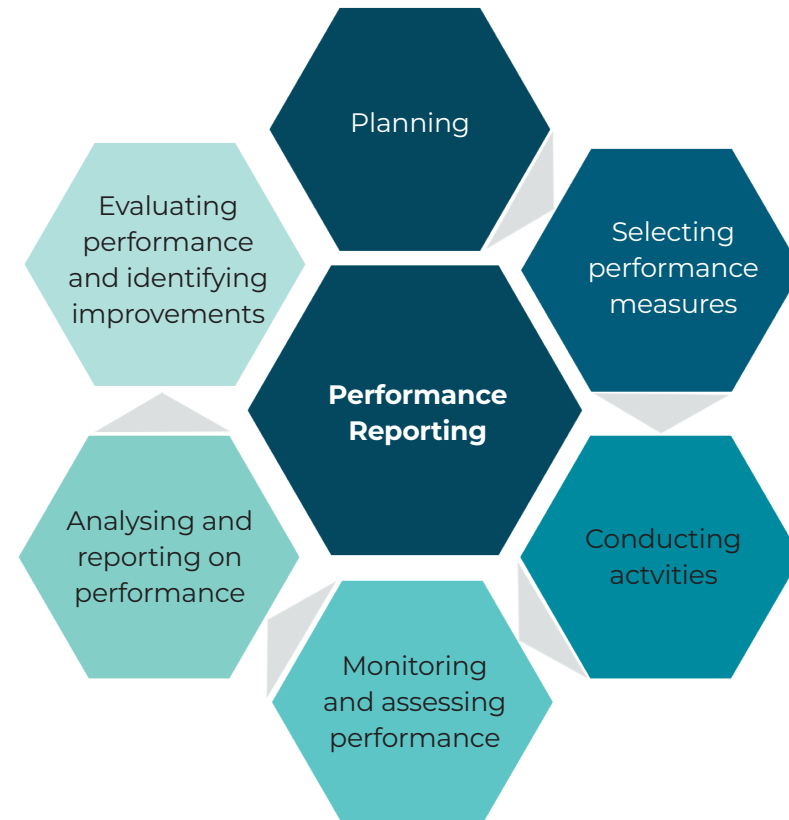 Planning
Selecting
performance
measures
Conducting
actvities
Monitoring
and assessing
performance
Analysing and
reporting on
performance
Evaluating
performance
and identifying
improvements
Performance
Reporting